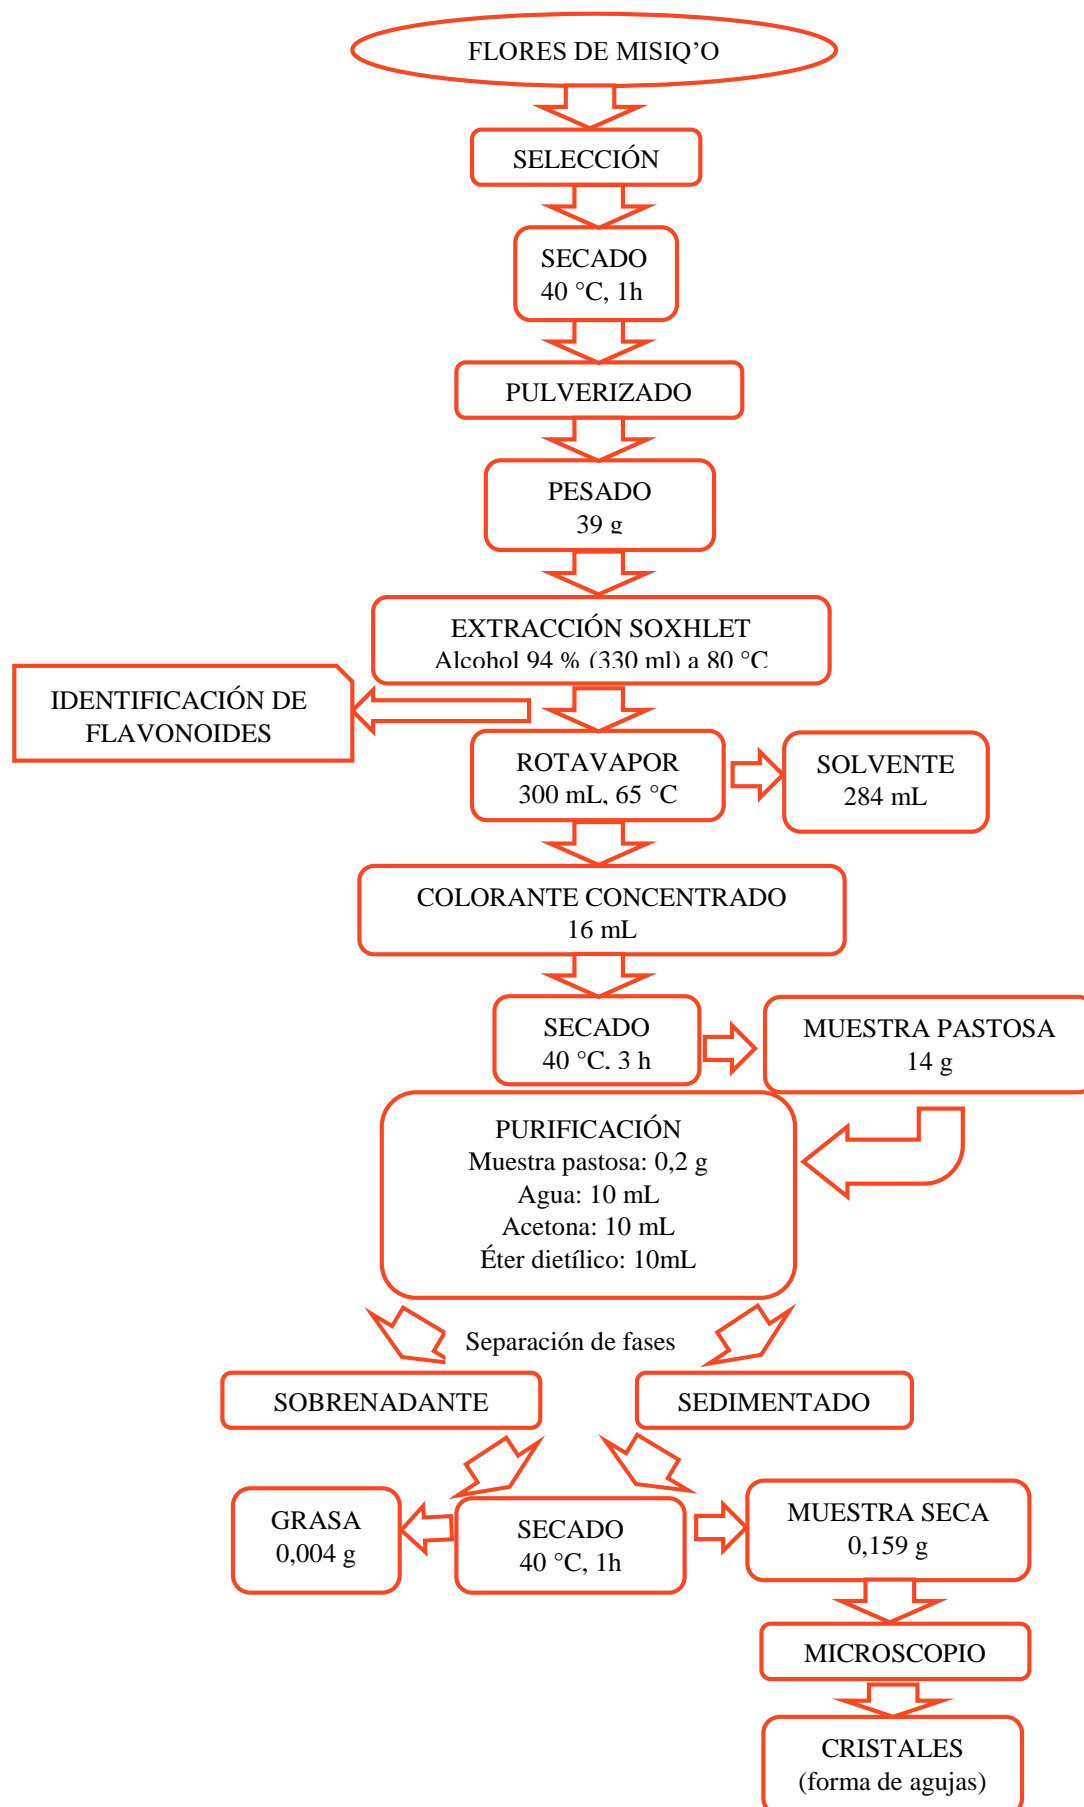 FLORES DE MISIQ’O
SELECCIÓN
SECADO
40 °C, 1h
PULVERIZADO
PESADO
39 g
EXTRACCIÓN SOXHLET
Alcohol 94 % (330 ml) a 80 °C
IDENTIFICACIÓN DE
FLAVONOIDES
ROTAVAPOR
300 mL, 65 °C
SOLVENTE
284 mL
COLORANTE CONCENTRADO
16 mL
SECADO
40 °C, 3 h
MUESTRA PASTOSA
14 g
PURIFICACIÓN
Muestra pastosa: 0,2 g
Agua: 10 mL
Acetona: 10 mL
Éter dietílico: 10mL
Separación de fases
SOBRENADANTE
SEDIMENTADO
GRASA
0,004 g
SECADO
40 °C, 1h
MUESTRA SECA
0,159 g
MICROSCOPIO
CRISTALES
(forma de agujas)